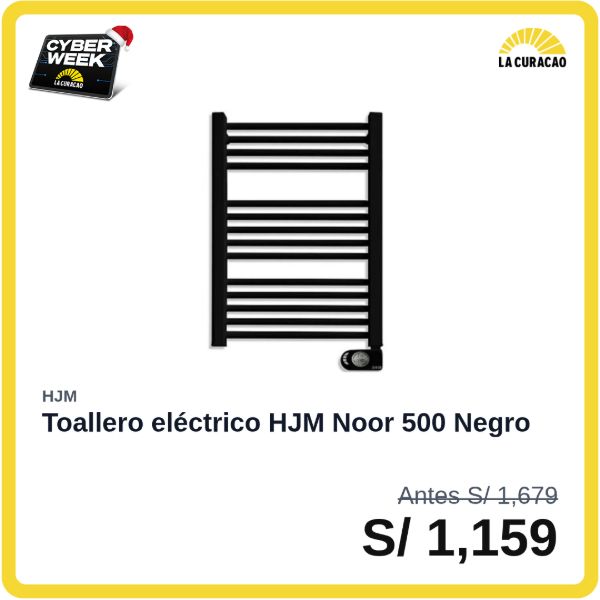 CYBER
WEEK
LA CURACAO
LA CURACAO
HJM
Toallero eléctrico HJM Noor 500 Negro
Antes S/ 1,679
S/ 1,159